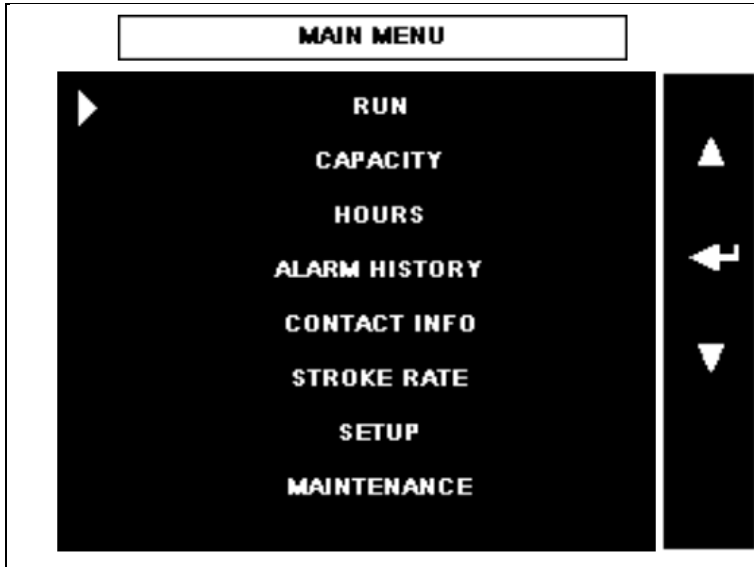 MAIN MENU
RUN
CAPACITY
HOURS
ALARM HISTORY
CONTACT INFO
STROKE RATE
SETUP
MAINTENANCE